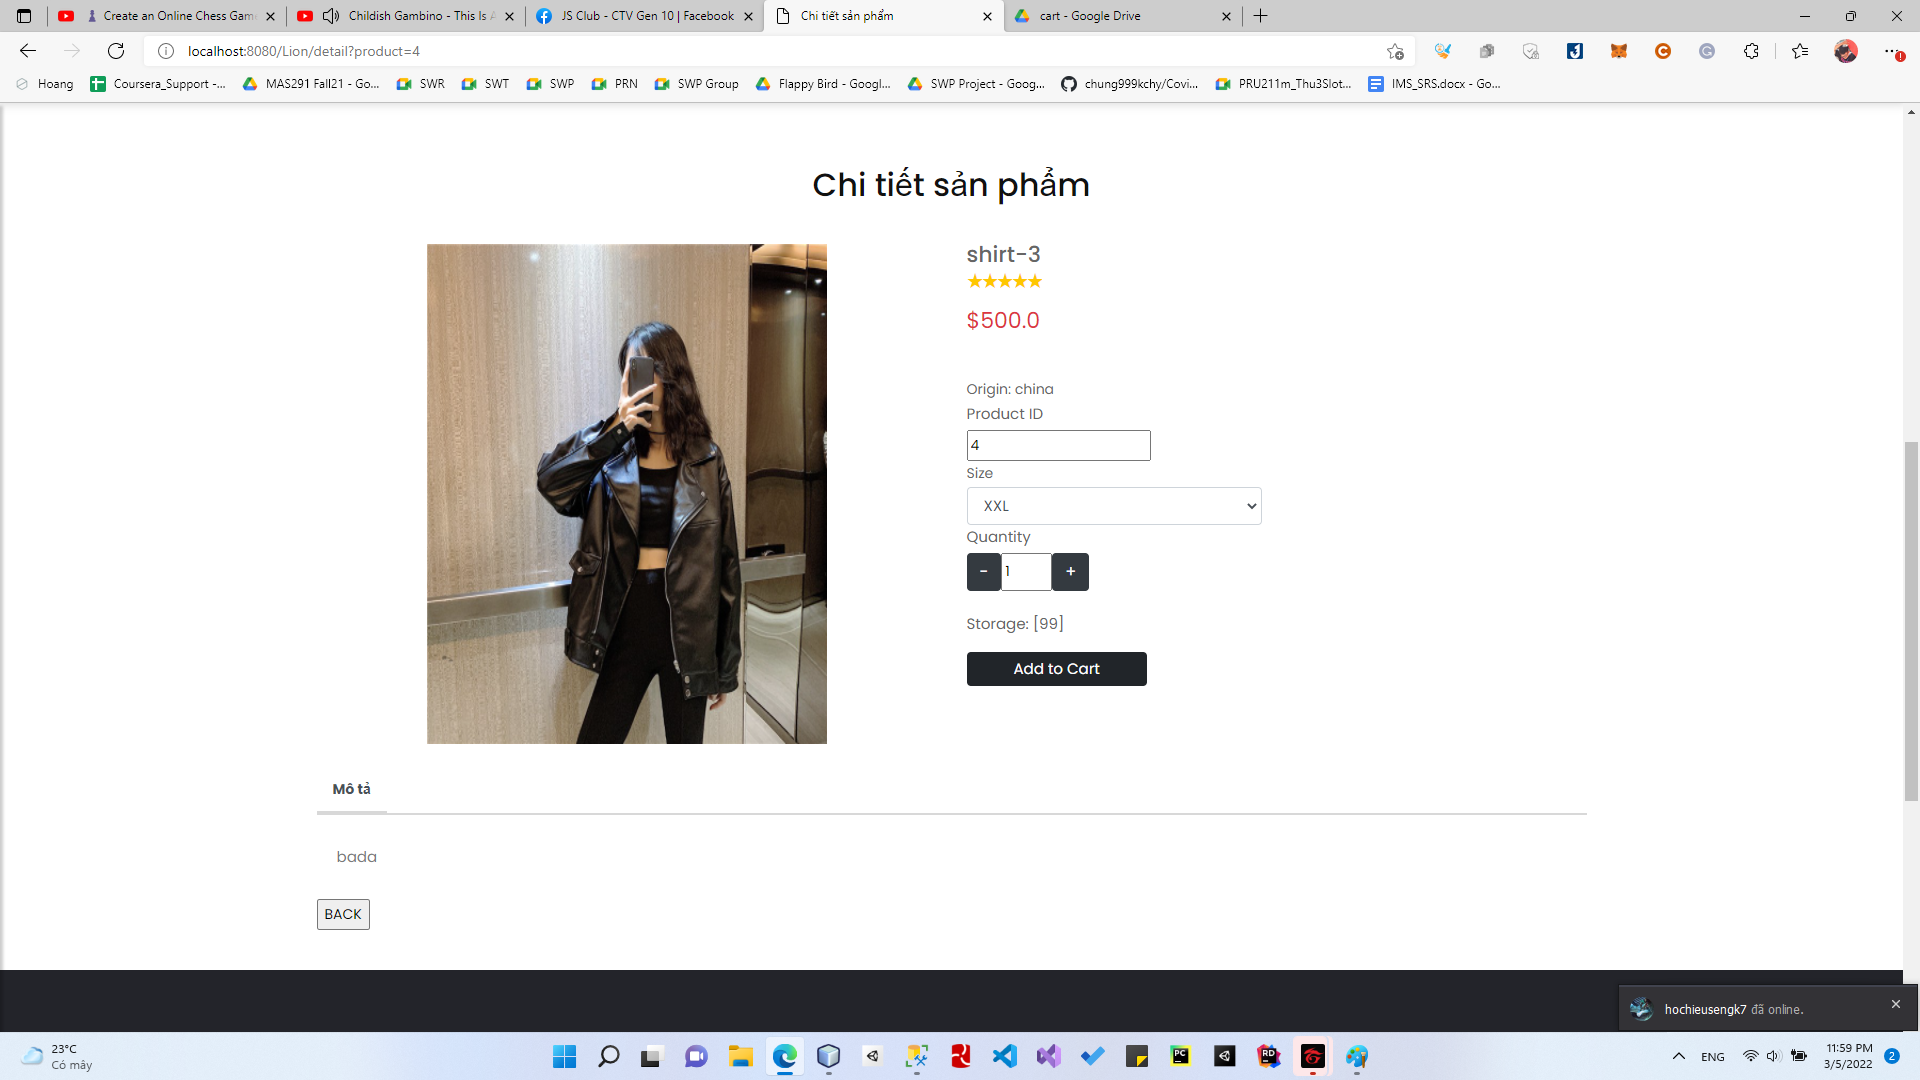 Create an Online Chess Gam
Childish Gambino - This Is A
JS Club - CTV Gen 10 | Facebook
Chi tiết sản phẩm
cart - Google Drive
localhost:8080/Lion/detail?product=4
Hoang
Coursera_Support -...
MAS291 Fall21 - Go...
SWR
SWT
SWP
PRN
SWP Group
Flappy Bird - Googl...
SWP Project - Goog...
chung999kchy/Covi...
PRU211m_Thu3Slot...
IMS_SRS.docx - Go...
Chi tiết sản phẩm
shirt-3
★★★★★
$500.0
Origin: china
Product ID
4
Size
XXL
Quantity
- 1 +
Storage: [99]
Add to Cart
Mô tả
bada
BACK
hochieusengk7 đã online.
23°C
Có mây
ENG
11:59 PM
3/5/2022
2